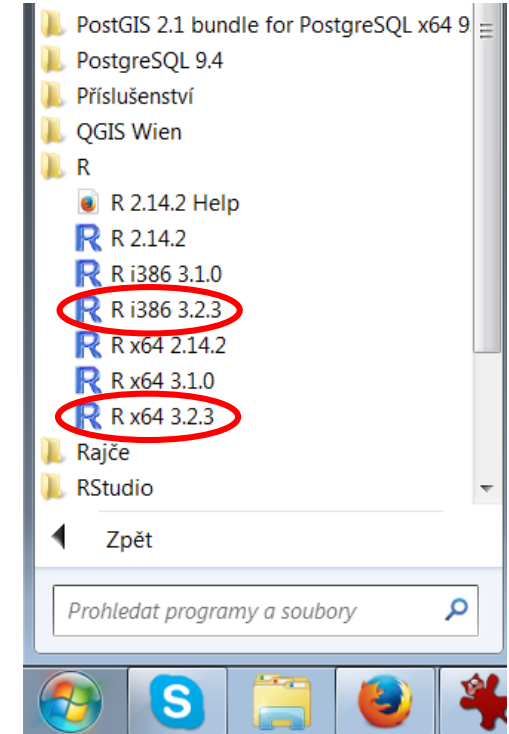 PostGIS 2.1 bundle for PostgreSQL x64 9
PostgreSQL 9.4
Příslušenství
QGIS Wien
R
R 2.14.2 Help
R 2.14.2
R i386 3.1.0
R i386 3.2.3
R x64 2.14.2
R x64 3.1.0
R x64 3.2.3
Rajče
RStudio
Zpět
Prohledat programy a soubory